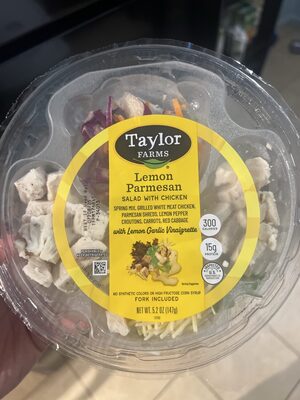 Taylor
FARMS
Lemon
Parmesan
SALAD WITH CHICKEN
SPRING MIX, GRILLED WHITE MEAT CHICKEN,
PARMESAN SHREDS, LEMON PEPPER
CROUTONS, CARROTS, RED CABBAGE
with Lemon Garlic Vinaigrette
300
CALORIES
15g
PROTEIN
NO SYNTHETIC COLORS OR HIGH FRUCTOSE CORN SYRUP
FORK INCLUDED
NET WT. 5.2 OZ (147g)